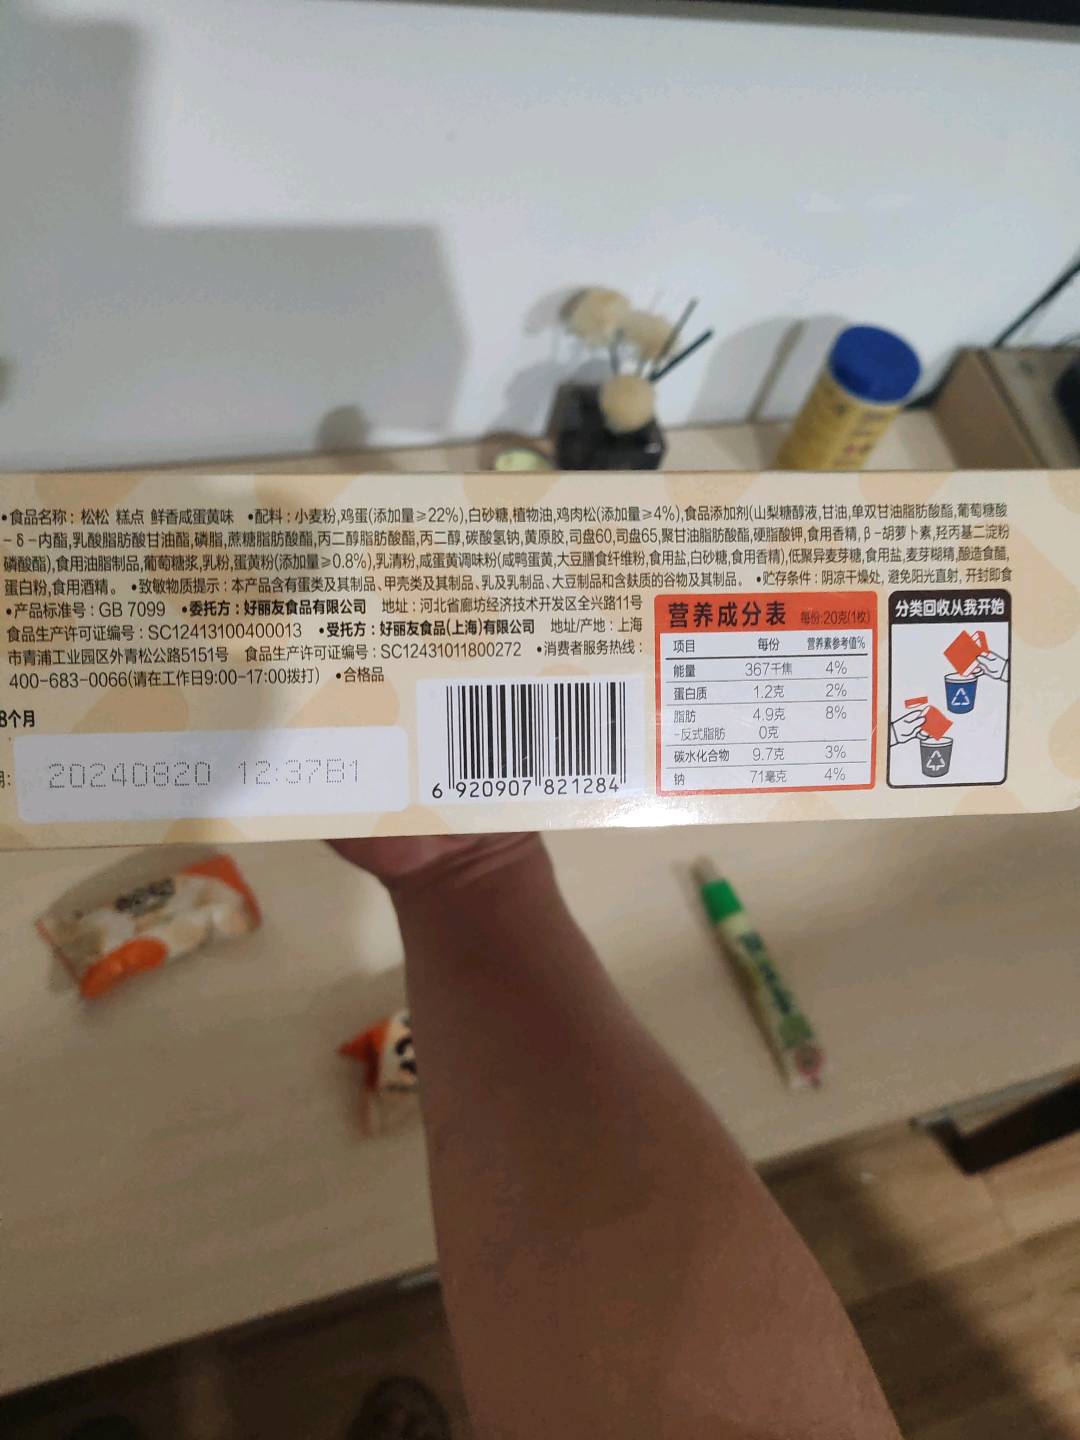 •食品名称：松松 糕点 鲜香咸蛋黄味 •配料：小麦粉,鸡蛋(添加量≥22%),白砂糖,植物油,鸡肉松(添加量≥4%),食品添加剂(山梨糖醇液,甘油,单双甘油脂肪酸酯,葡萄糖酸
-δ-内酯,乳酸脂肪酸甘油酯,磷脂,蔗糖脂肪酸酯,丙二醇脂肪酸酯,丙二醇,碳酸氢钠,黄原胶,司盘60,司盘65,聚甘油脂肪酸酯,硬脂酸钾,食用香精,β-胡萝卜素,羟丙基二淀粉
磷酸酯),食用油脂制品,葡萄糖浆,乳粉,蛋黄粉(添加量≥0.8%),乳清粉,咸蛋黄调味粉(咸鸭蛋黄,大豆膳食纤维粉,食用盐,白砂糖,食用香精),低聚异麦芽糖,食用盐,麦芽糊精,酿造食醋,
蛋白粉,食用酒精。 •致敏物质提示：本产品含有蛋类及其制品、甲壳类及其制品、乳及乳制品、大豆制品和含麸质的谷物及其制品。 •贮存条件：阴凉干燥处,避免阳光直射,开封即食
•产品标准号：GB 7099 •委托方：好丽友食品有限公司 地址：河北省廊坊经济技术开发区全兴路11号
食品生产许可证编号：SC12413100400013 •受托方：好丽友食品(上海)有限公司 地址/产地：上海
市青浦工业园区外青松公路5151号 食品生产许可证编号：SC12431011800272 •消费者服务热线：
400-683-0066(请在工作日9:00-17:00拨打) •合格品
8个月
期：
20240820 12:37B1
6 920907 821284
营养成分表 每份:20克(1枚)
项目 每份 营养素参考值%
能量 367千焦 4%
蛋白质 1.2克 2%
脂肪 4.9克 8%
-反式脂肪 0克
碳水化合物 9.7克 3%
钠 71毫克 4%
分类回收从我开始